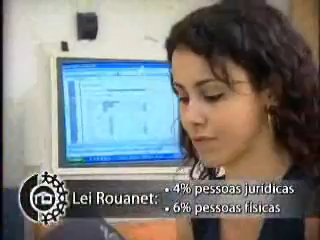 Lei Rouanet:
• 4% pessoas jurídicas
• 6% pessoas físicas